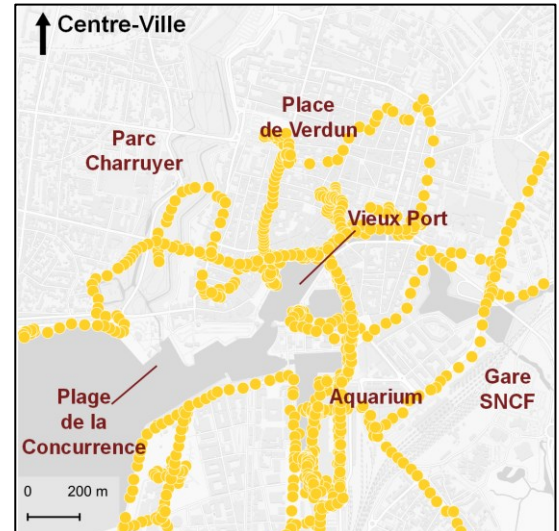 Centre-Ville
Place
de Verdun
Parc
Charruyer
Vieux Port
Plage
de la
Concurrence
Aquarium
Gare
SNCF
0 200 m